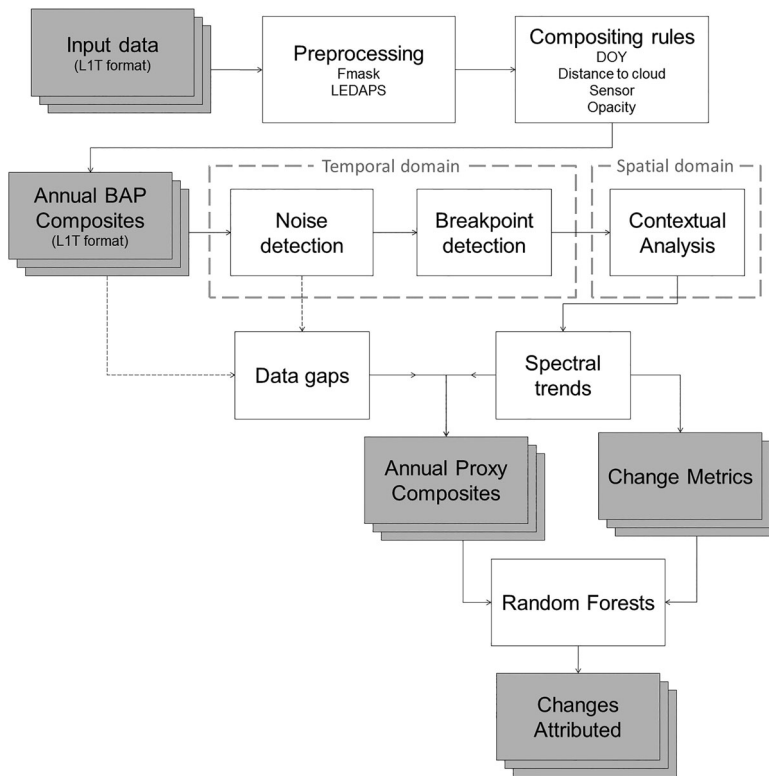 Input data
(L1T format)
Preprocessing
Fmask
LEDAPS
Compositing rules
DOY
Distance to cloud
Sensor
Opacity
Annual BAP
Composites
(L1T format)
Temporal domain
Noise
detection
Breakpoint
detection
Spatial domain
Contextual
Analysis
Data gaps
Spectral
trends
Annual Proxy
Composites
Change Metrics
Random Forests
Changes
Attributed